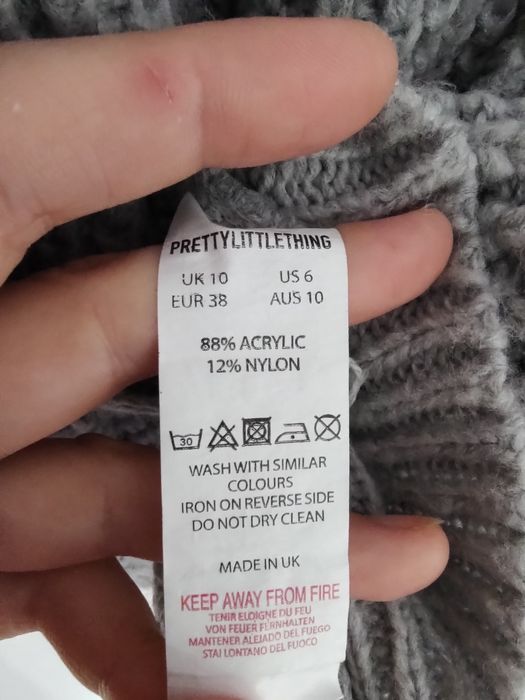 PRETTYLITTLETHING
UK 10 US 6
EUR 38 AUS 10
88% ACRYLIC
12% NYLON
30
WASH WITH SIMILAR
COLOURS
IRON ON REVERSE SIDE
DO NOT DRY CLEAN
MADE IN UK
KEEP AWAY FROM FIRE
TENIR ELOIGNE DU FEU
VON FEUER FERNHALTEN
MANTENER ALEJADO DEL FUEGO
STAI LONTANO DEL FUOCO